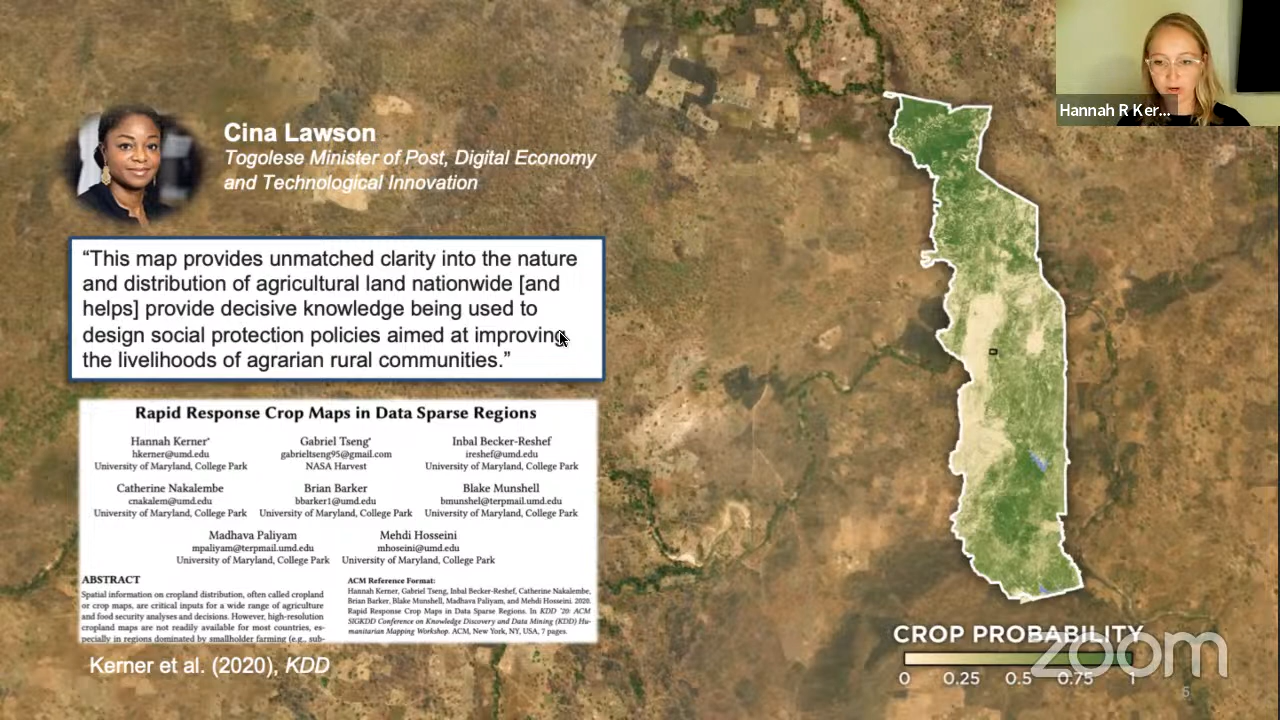 Hannah R Ker...
Cina Lawson
Togolese Minister of Post, Digital Economy
and Technological Innovation
“This map provides unmatched clarity into the nature
and distribution of agricultural land nationwide [and
helps] provide decisive knowledge being used to
design social protection policies aimed at improving
the livelihoods of agrarian rural communities.”
Rapid Response Crop Maps in Data Sparse Regions
Hannah Kerner*
hkerner@umd.edu
University of Maryland, College Park
Gabriel Tseng*
gabrieltseng95@gmail.com
NASA Harvest
Inbal Becker-Reshef
ireshef@umd.edu
University of Maryland, College Park
Catherine Nakalembe
cnakalem@umd.edu
University of Maryland, College Park
Brian Barker
bbarker1@umd.edu
University of Maryland, College Park
Blake Munshell
bmunshel@terpmail.umd.edu
University of Maryland, College Park
Madhava Paliyam
mpaliyam@terpmail.umd.edu
University of Maryland, College Park
Mehdi Hosseini
mhoseini@umd.edu
University of Maryland, College Park
ABSTRACT
Spatial information on cropland distribution, often called cropland
or crop maps, are critical inputs for a wide range of agriculture
and food security analyses and decisions. However, high-resolution
cropland maps are not readily available for most countries, es-
pecially in regions dominated by smallholder farming (e.g., sub-
ACM Reference Format:
Hannah Kerner, Gabriel Tseng, Inbal Becker-Reshef, Catherine Nakalembe,
Brian Barker, Blake Munshell, Madhava Paliyam, and Mehdi Hosseini. 2020.
Rapid Response Crop Maps in Data Sparse Regions. In KDD '20: ACM
SIGKDD Conference on Knowledge Discovery and Data Mining (KDD) Hu-
manitarian Mapping Workshop. ACM, New York, NY, USA, 7 pages.
Kerner et al. (2020), KDD
CROP PROBABILITY
0 0.25 0.5 0.75 1
zoom
5